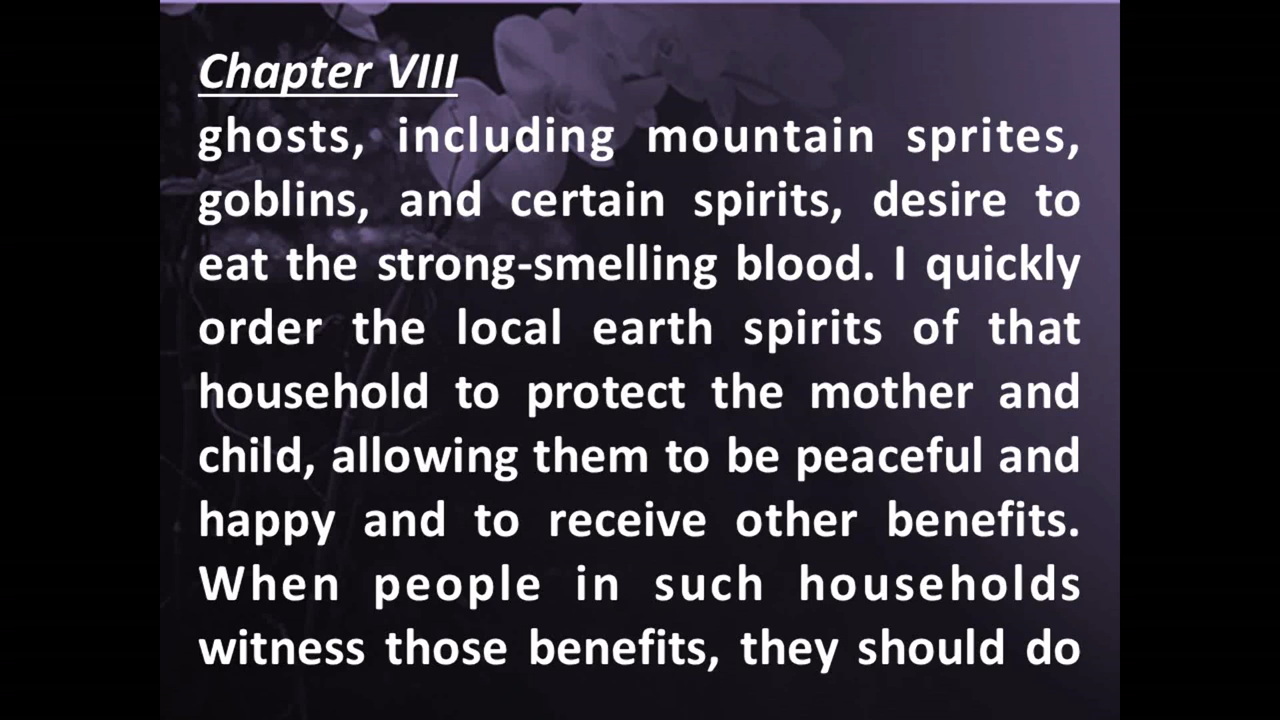 Chapter VIII
ghosts, including mountain sprites,
goblins, and certain spirits, desire to
eat the strong-smelling blood. I quickly
order the local earth spirits of that
household to protect the mother and
child, allowing them to be peaceful and
happy and to receive other benefits.
When people in such households
witness those benefits, they should do